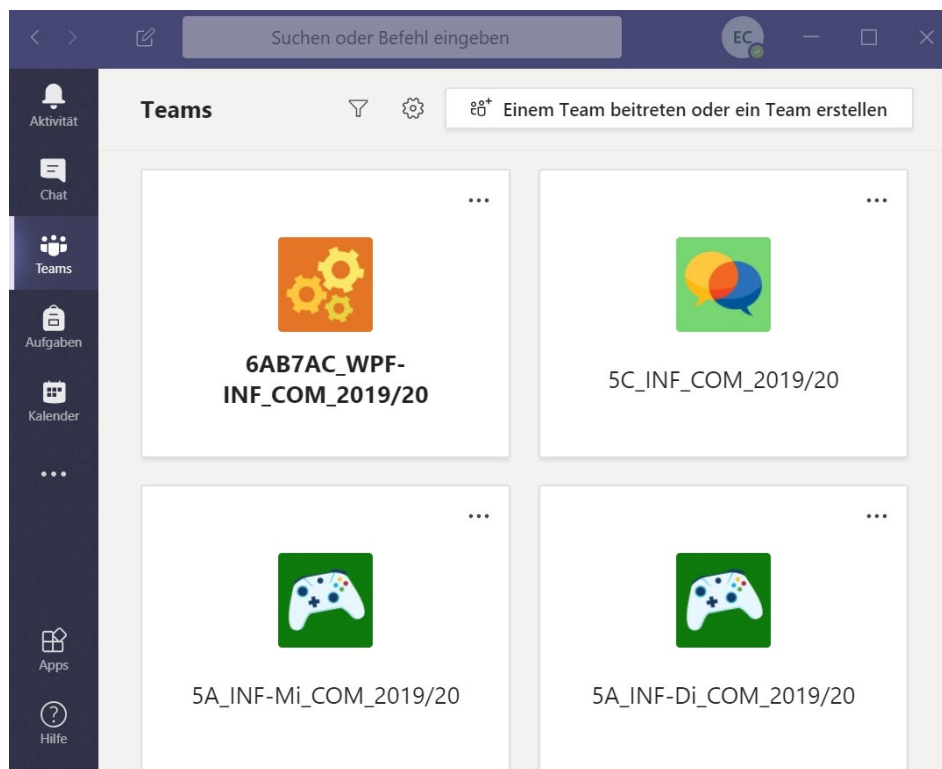 Suchen oder Befehl eingeben
EC
Aktivität
Chat
Teams
Aufgaben
Kalender
Apps
Hilfe
Teams
Einem Team beitreten oder ein Team erstellen
6AB7AC_WPF-
INF_COM_2019/20
5C_INF_COM_2019/20
5A_INF-Mi_COM_2019/20
5A_INF-Di_COM_2019/20